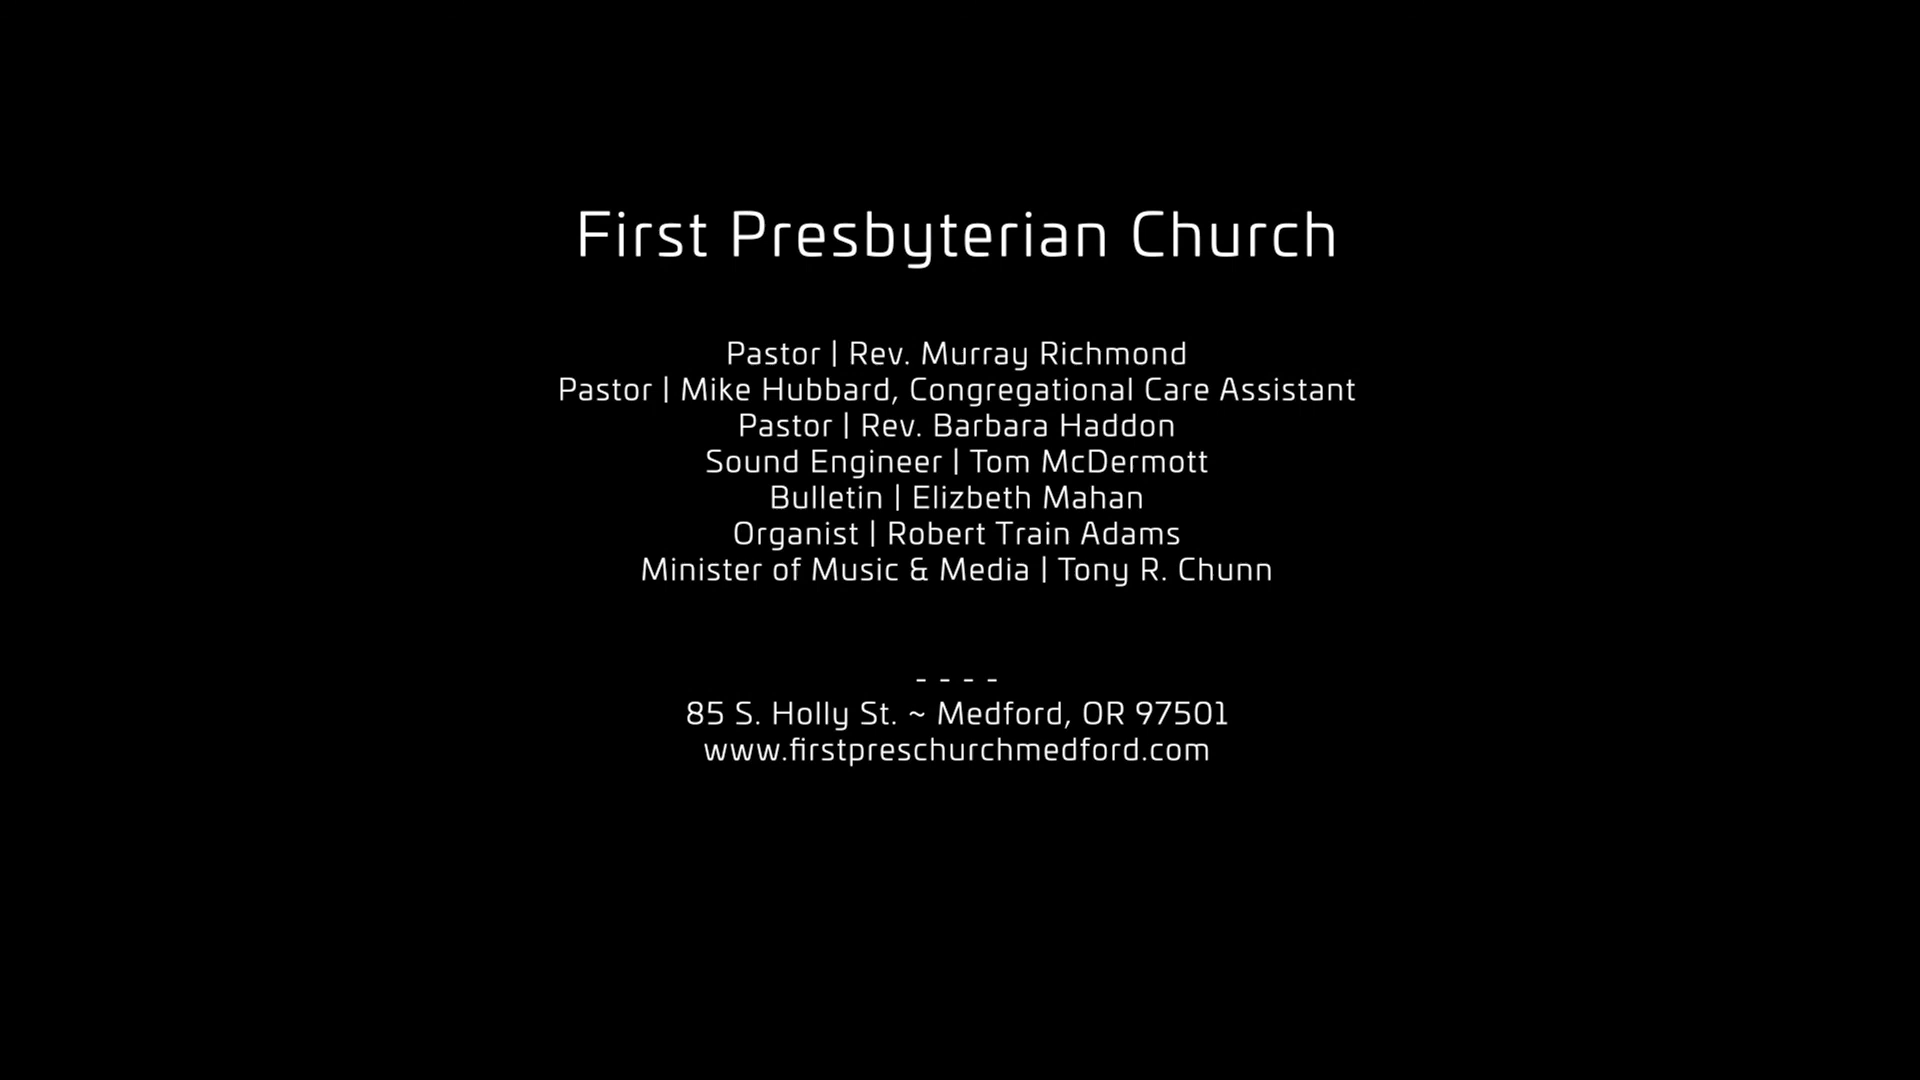 First Presbyterian Church
Pastor | Rev. Murray Richmond
Pastor | Mike Hubbard, Congregational Care Assistant
Pastor | Rev. Barbara Haddon
Sound Engineer | Tom McDermott
Bulletin | Elizbeth Mahan
Organist | Robert Train Adams
Minister of Music & Media | Tony R. Chunn
- - - -
85 S. Holly St. ~ Medford, OR 97501
www.firstpreschurchmedford.com